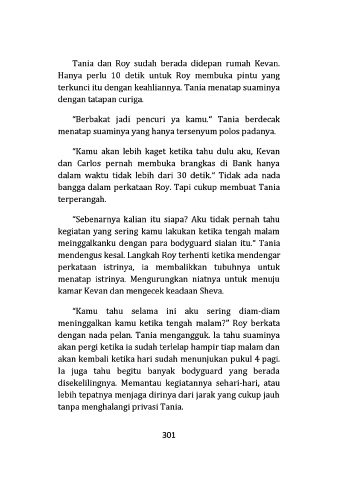 Tania dan Roy sudah berada didepan rumah Kevan.
Hanya perlu 10 detik untuk Roy membuka pintu yang
terkunci itu dengan keahliannya. Tania menatap suaminya
dengan tatapan curiga.
"Berbakat jadi pencuri ya kamu." Tania berdecak
menatap suaminya yang hanya tersenyum polos padanya.
"Kamu akan lebih kaget ketika tahu dulu aku, Kevan
dan Carlos pernah membuka brangkas di Bank hanya
dalam waktu tidak lebih dari 30 detik." Tidak ada nada
bangga dalam perkataan Roy. Tapi cukup membuat Tania
terperangah.
"Sebenarnya kalian itu siapa? Aku tidak pernah tahu
kegiatan yang sering kamu lakukan ketika tengah malam
meinggalkanku dengan para bodyguard sialan itu." Tania
mendengus kesal. Langkah Roy terhenti ketika mendengar
perkataan istrinya, ia membalikkan tubuhnya untuk
menatap istrinya. Mengurungkan niatnya untuk menuju
kamar Kevan dan mengecek keadaan Sheva.
"Kamu tahu selama ini aku sering diam-diam
meninggalkan kamu ketika tengah malam?" Roy berkata
dengan nada pelan. Tania mengangguk. Ia tahu suaminya
akan pergi ketika ia sudah terlelap hampir tiap malam dan
akan kembali ketika hari sudah menunjukan pukul 4 pagi.
Ia juga tahu begitu banyak bodyguard yang berada
disekelilingnya. Memantau kegiatannya sehari-hari, atau
lebih tepatnya menjaga dirinya dari jarak yang cukup jauh
tanpa menghalangi privasi Tania.
301